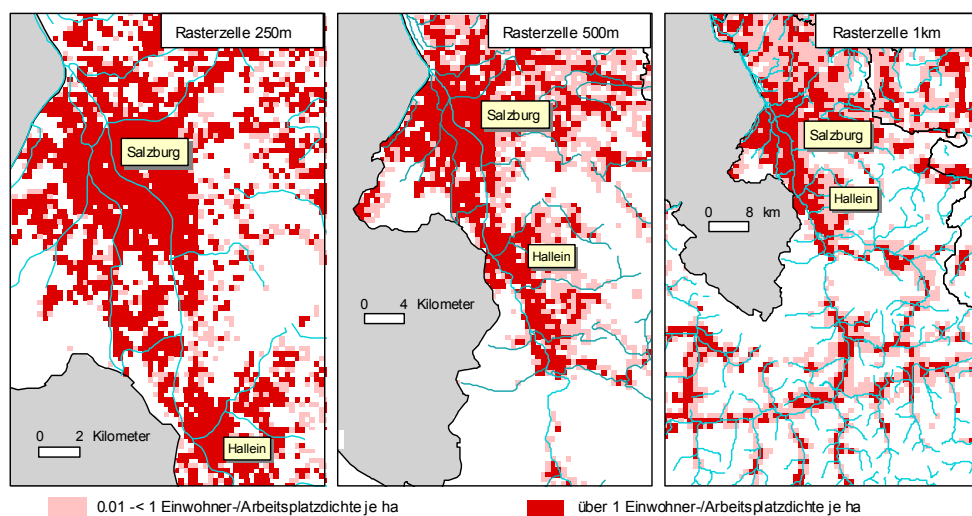 Rasterzelle 250m
Salzburg
0 2 Kilometer
Hallein
Rasterzelle 500m
Salzburg
Hallein
0 4 Kilometer
Rasterzelle 1km
Salzburg
Hallein
0 8 km
0.01 -< 1 Einwohner-/Arbeitsplatzdichte je ha
über 1 Einwohner-/Arbeitsplatzdichte je ha